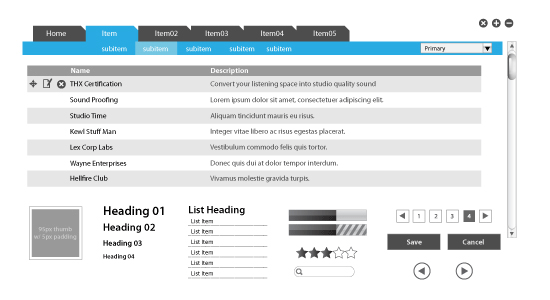 Home Item Item02 Item03 Item04 Item05
subitem subitem subitem subitem subitem Primary
Name Description
THX Certification Convert your listening space into studio quality sound
Sound Proofing Lorem ipsum dolor sit amet, consectetuer adipiscing elit.
Studio Time Aliquam tincidunt mauris eu risus.
Kewl Stuff Man Integer vitae libero ac risus egestas placerat.
Lex Corp Labs Vestibulum commodo felis quis tortor.
Wayne Enterprises Donec quis dui at dolor tempor interdum.
Hellfire Club Vivamus molestie gravida turpis.
95px thumb
w/ 5px padding
Heading 01
Heading 02
Heading 03
Heading 04
List Heading
List Item
List Item
List Item
List Item
List Item
List Item
1 2 3 4
Save Cancel